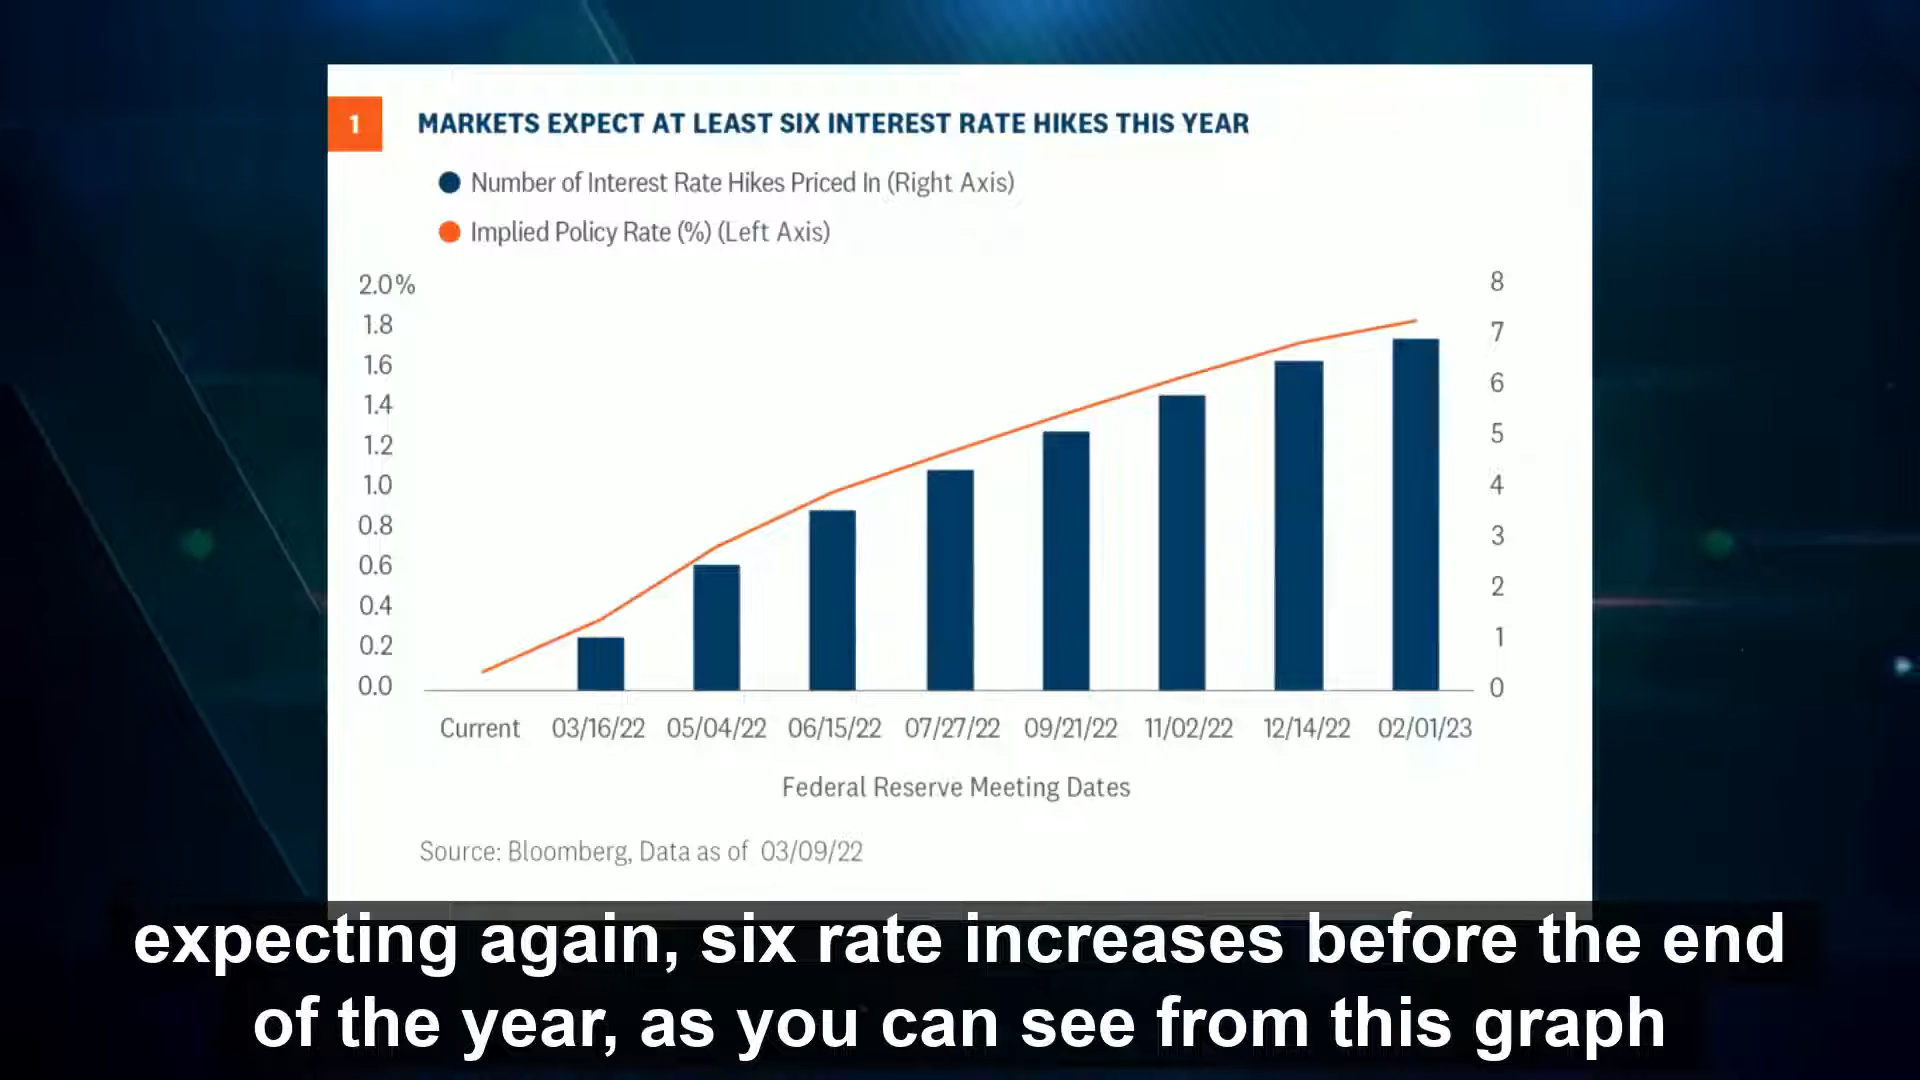 1
MARKETS EXPECT AT LEAST SIX INTEREST RATE HIKES THIS YEAR
Number of Interest Rate Hikes Priced In (Right Axis)
Implied Policy Rate (%) (Left Axis)
2.0%
1.8
1.6
1.4
1.2
1.0
0.8
0.6
0.4
0.2
0.0
8
7
6
5
4
3
2
1
0
Current 03/16/22 05/04/22 06/15/22 07/27/22 09/21/22 11/02/22 12/14/22 02/01/23
Federal Reserve Meeting Dates
Source: Bloomberg, Data as of 03/09/22
expecting again, six rate increases before the end
of the year, as you can see from this graph